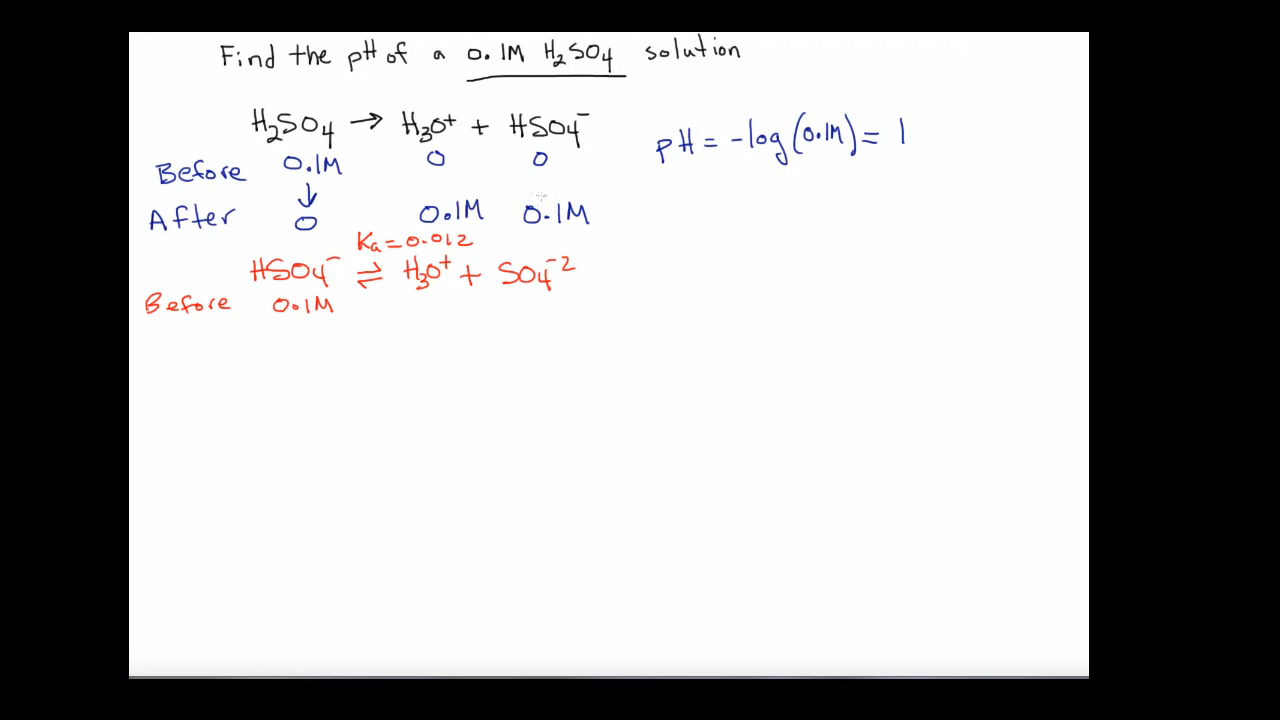 Find the pH of a 0.1M H₂SO₄ solution
H₂SO₄ → H₃O⁺ + HSO₄⁻
pH = -log(0.1M) = 1
Before 0.1M 0 0
↓
After 0 0.1M 0.1M
Ka = 0.012
HSO₄⁻ ⇌ H₃O⁺ + SO₄⁻²
Before 0.1M